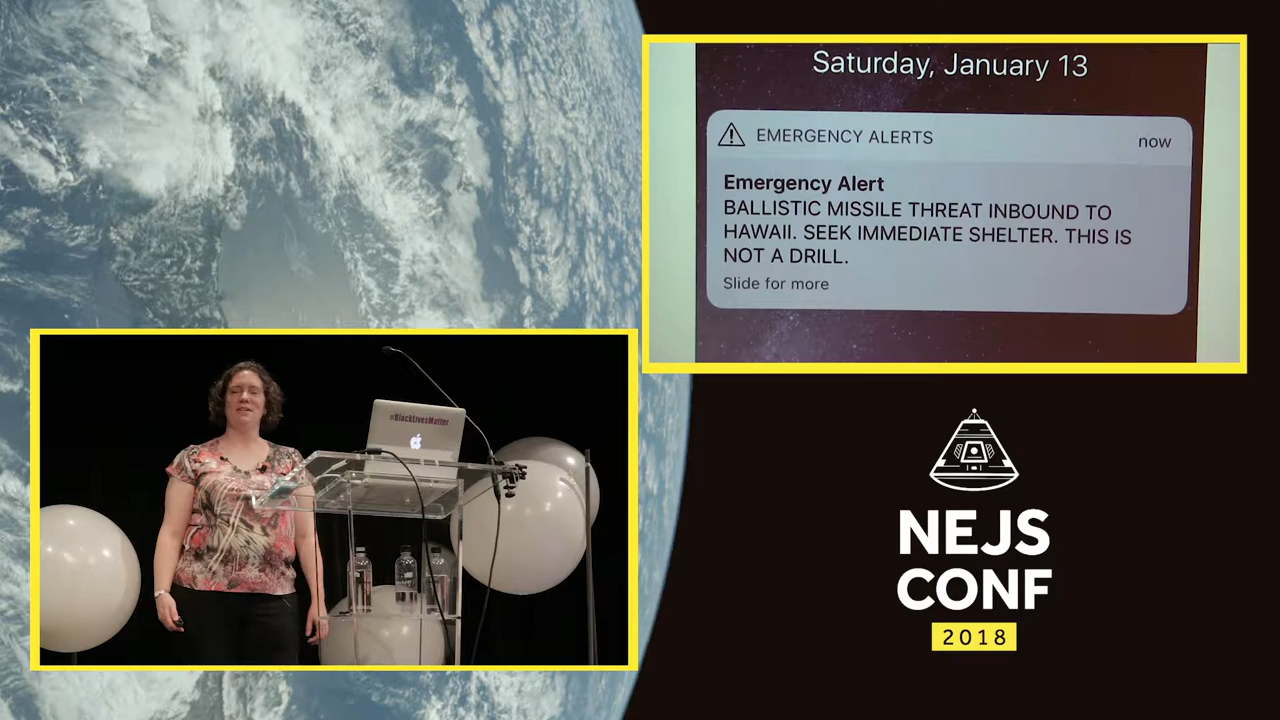 Saturday, January 13
EMERGENCY ALERTS
now
Emergency Alert
BALLISTIC MISSILE THREAT INBOUND TO
HAWAII. SEEK IMMEDIATE SHELTER. THIS IS
NOT A DRILL.
Slide for more
#BlackLivesMatter
NEJS
CONF
2018